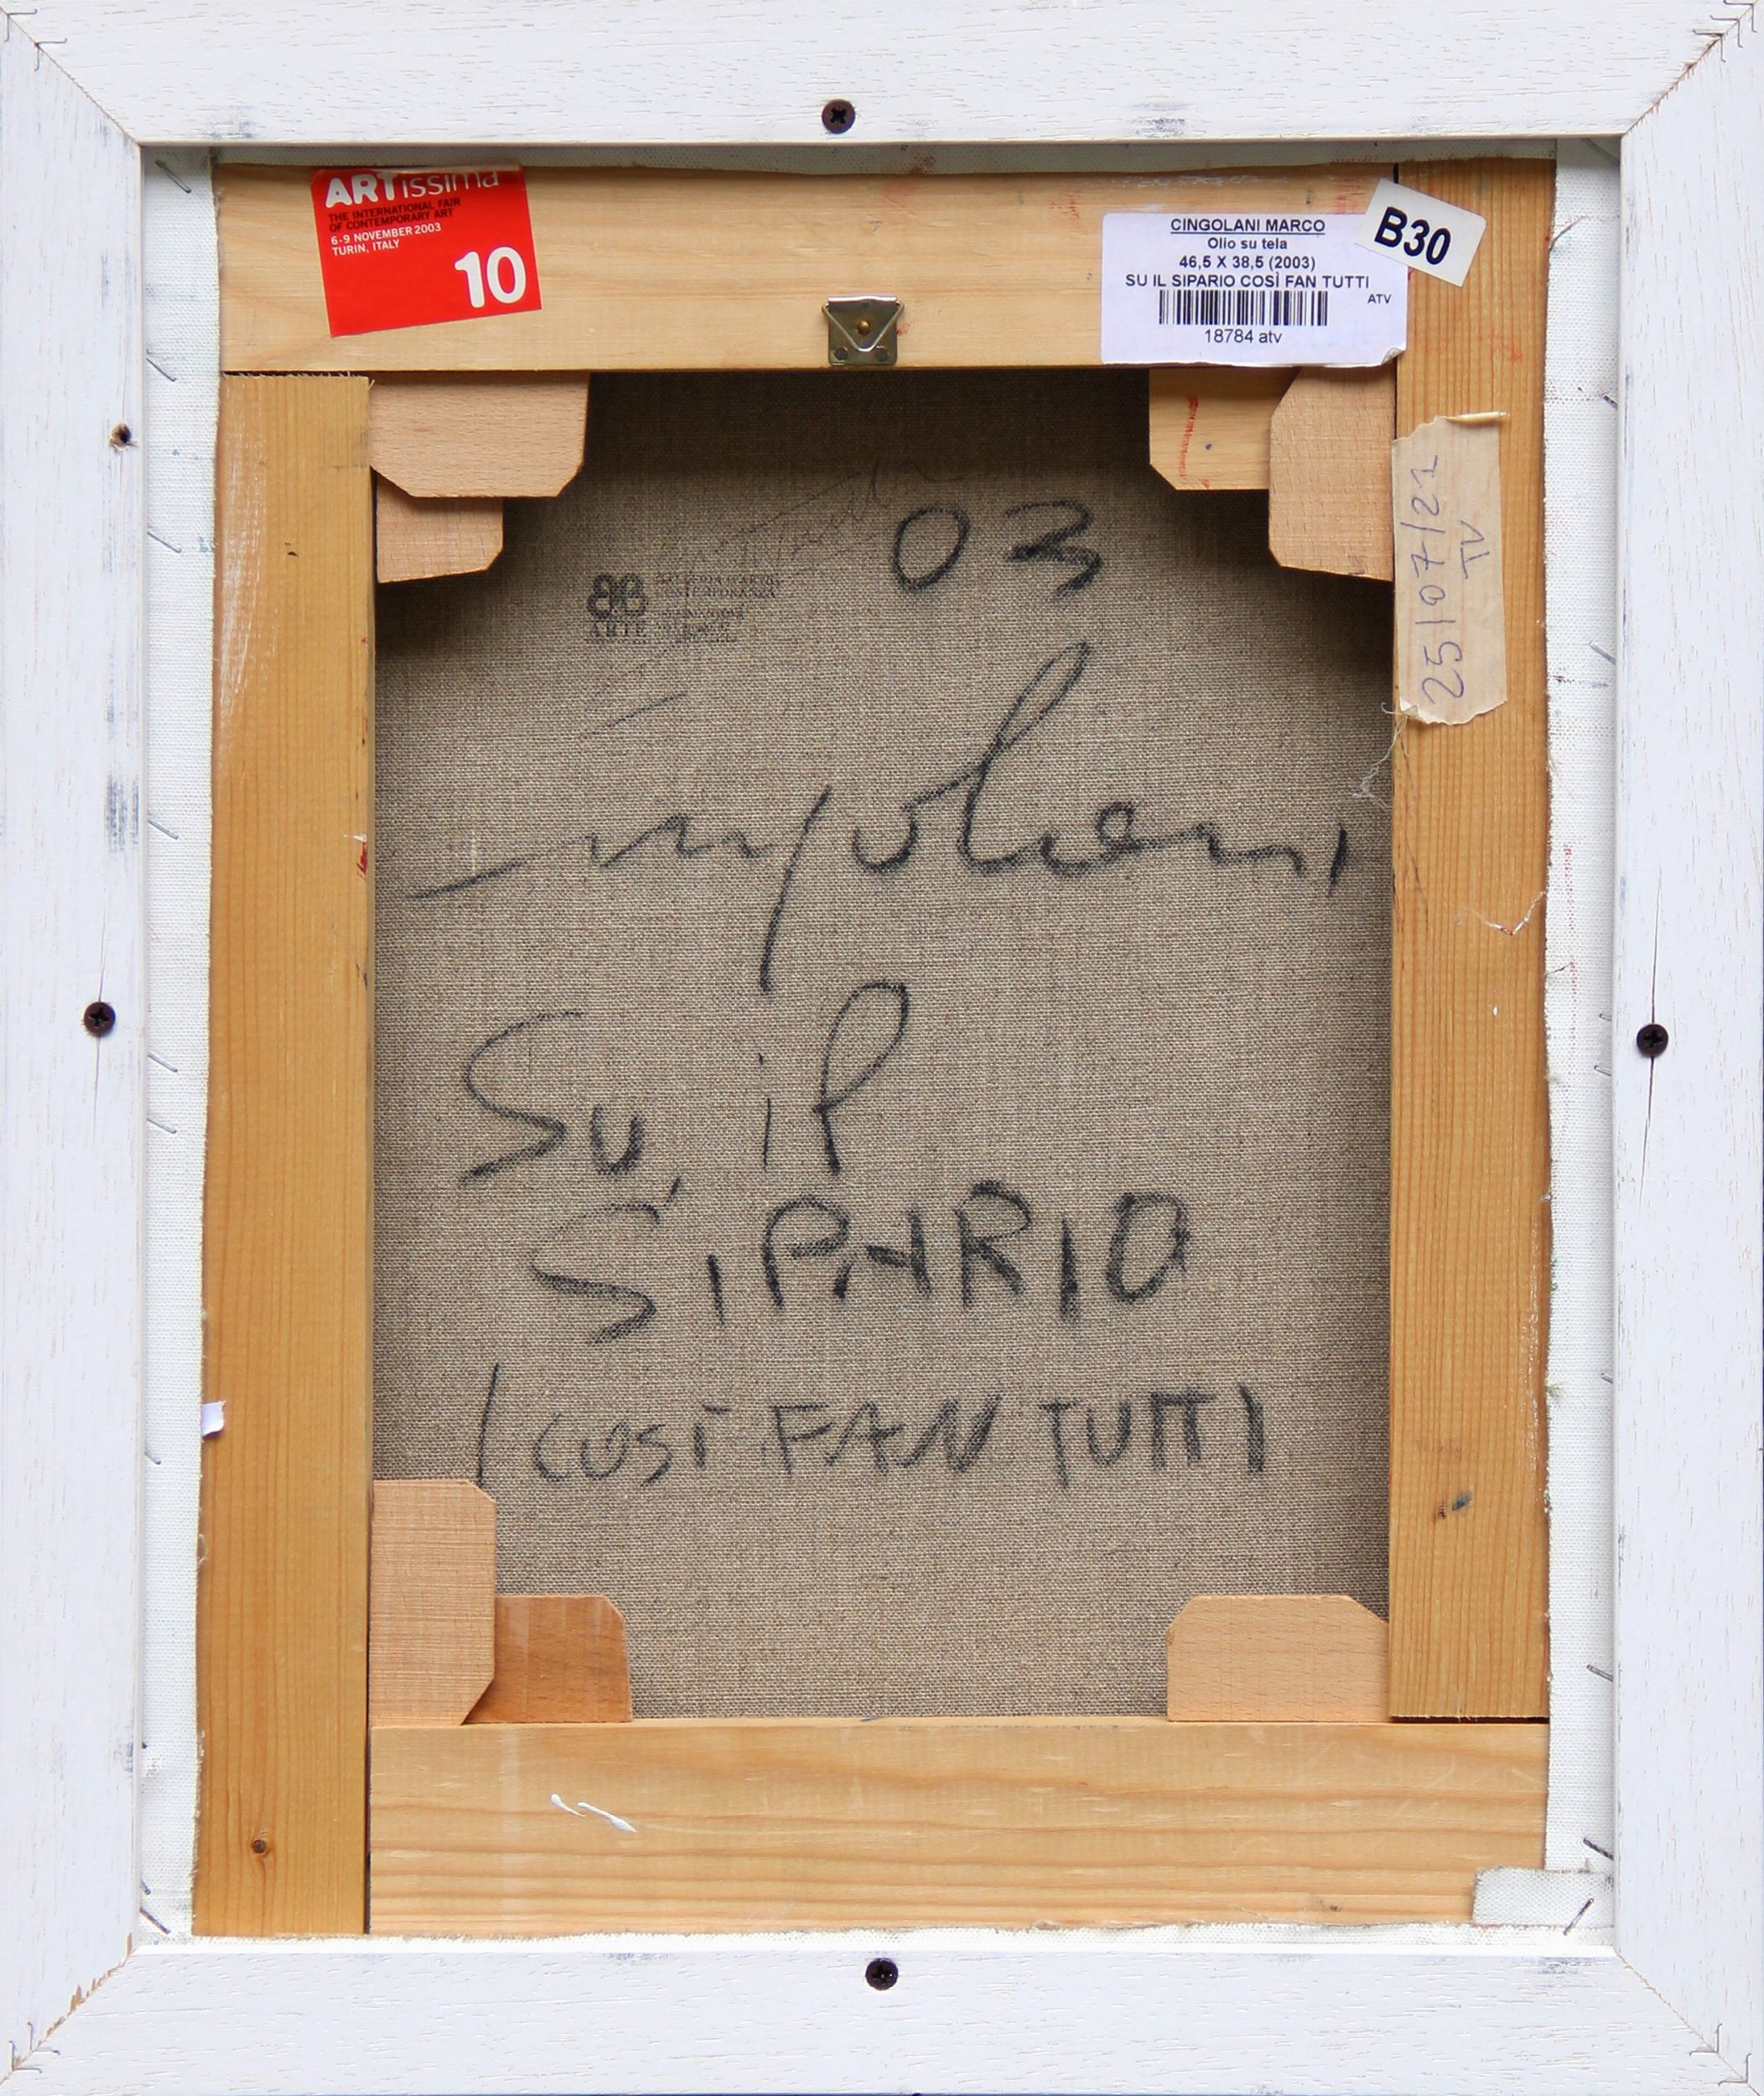 ARTissima
THE INTERNATIONAL FAIR
OF CONTEMPORARY ART
6-9 NOVEMBER 2003
TURIN, ITALY
10
CINGOLANI MARCO
Olio su tela
46,5 X 38,5 (2003)
SU IL SIPARIO COSÌ FAN TUTTI
ATV
18784 atv
B30
25/07/21
TV
03
ARTE
Cingolani
Su, il
SIPARIO
(COSÌ FAN TUTTI)